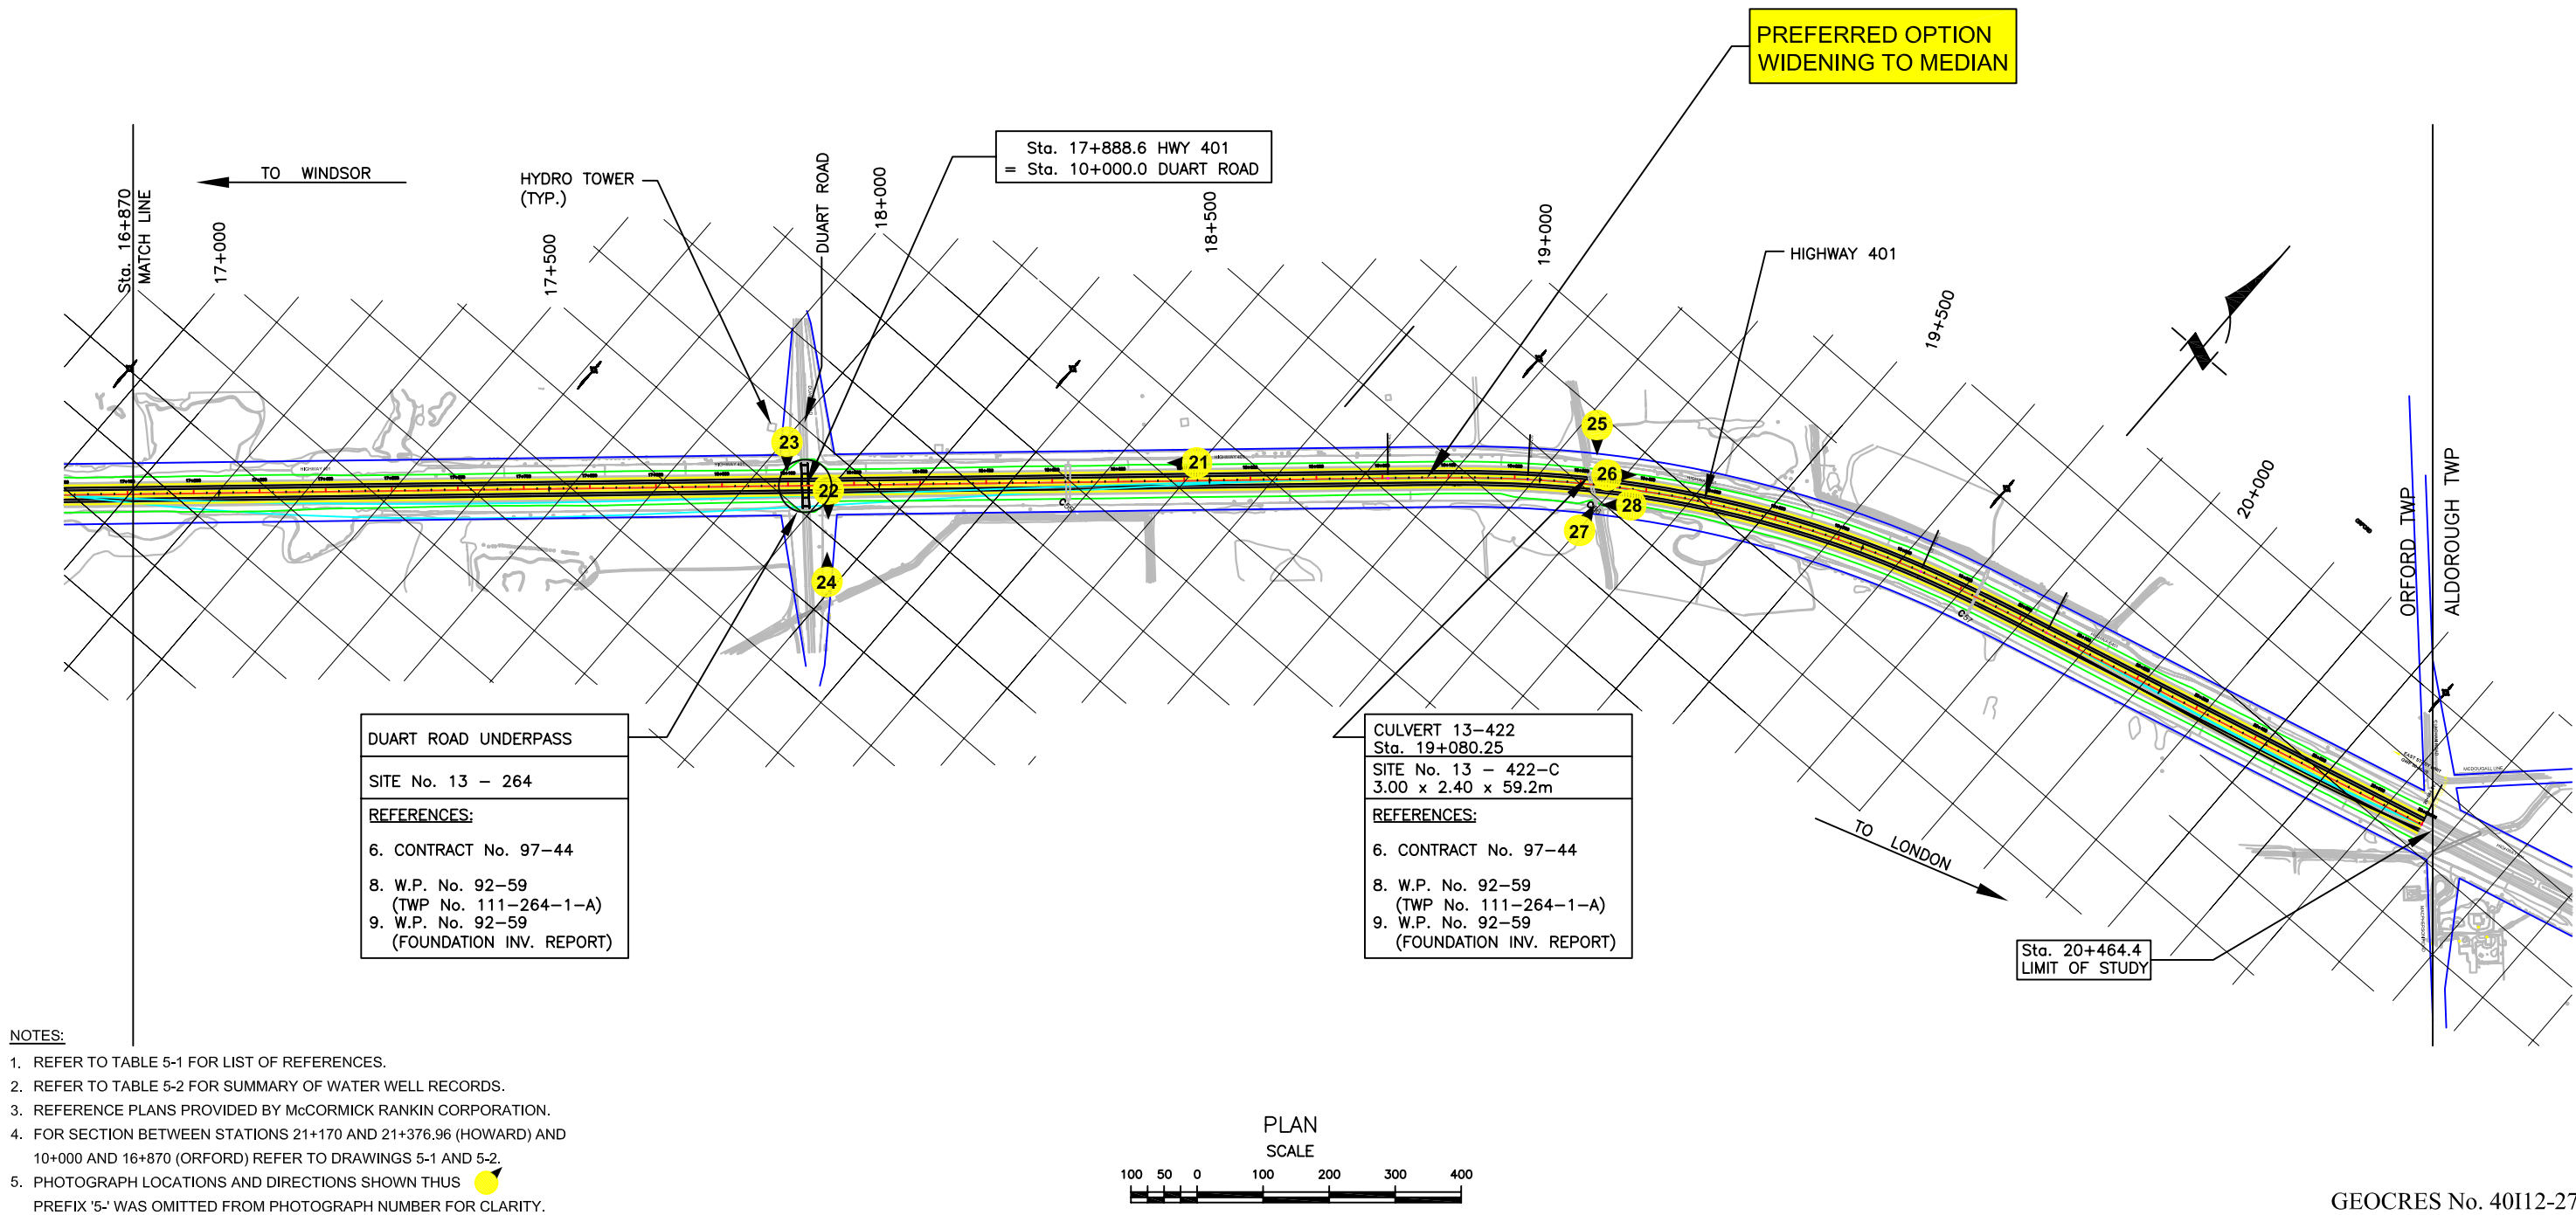 PREFERRED OPTION
WIDENING TO MEDIAN
Sta. 17+888.6 HWY 401
= Sta. 10+000.0 DUART ROAD
TO WINDSOR
HYDRO TOWER
(TYP.)
Sta. 16+870
MATCH LINE
17+000
17+500
DUART ROAD
18+000
18+500
19+000
HIGHWAY 401
19+500
20+000
ORFORD TWP
ALDOROUGH TWP
23
22
24
21
25
26
28
27
C57
MCDOUGALL LINE
TO LONDON
DUART ROAD UNDERPASS
SITE No. 13 - 264
REFERENCES:
6. CONTRACT No. 97-44
8. W.P. No. 92-59
(TWP No. 111-264-1-A)
9. W.P. No. 92-59
(FOUNDATION INV. REPORT)
CULVERT 13-422
Sta. 19+080.25
SITE No. 13 - 422-C
3.00 x 2.40 x 59.2m
REFERENCES:
6. CONTRACT No. 97-44
8. W.P. No. 92-59
(TWP No. 111-264-1-A)
9. W.P. No. 92-59
(FOUNDATION INV. REPORT)
Sta. 20+464.4
LIMIT OF STUDY
NOTES:
1. REFER TO TABLE 5-1 FOR LIST OF REFERENCES.
2. REFER TO TABLE 5-2 FOR SUMMARY OF WATER WELL RECORDS.
3. REFERENCE PLANS PROVIDED BY McCORMICK RANKIN CORPORATION.
4. FOR SECTION BETWEEN STATIONS 21+170 AND 21+376.96 (HOWARD) AND
10+000 AND 16+870 (ORFORD) REFER TO DRAWINGS 5-1 AND 5-2.
5. PHOTOGRAPH LOCATIONS AND DIRECTIONS SHOWN THUS
PREFIX '5-' WAS OMITTED FROM PHOTOGRAPH NUMBER FOR CLARITY.
PLAN
SCALE
100 50 0 100 200 300 400
GEOCRES No. 40I12-27